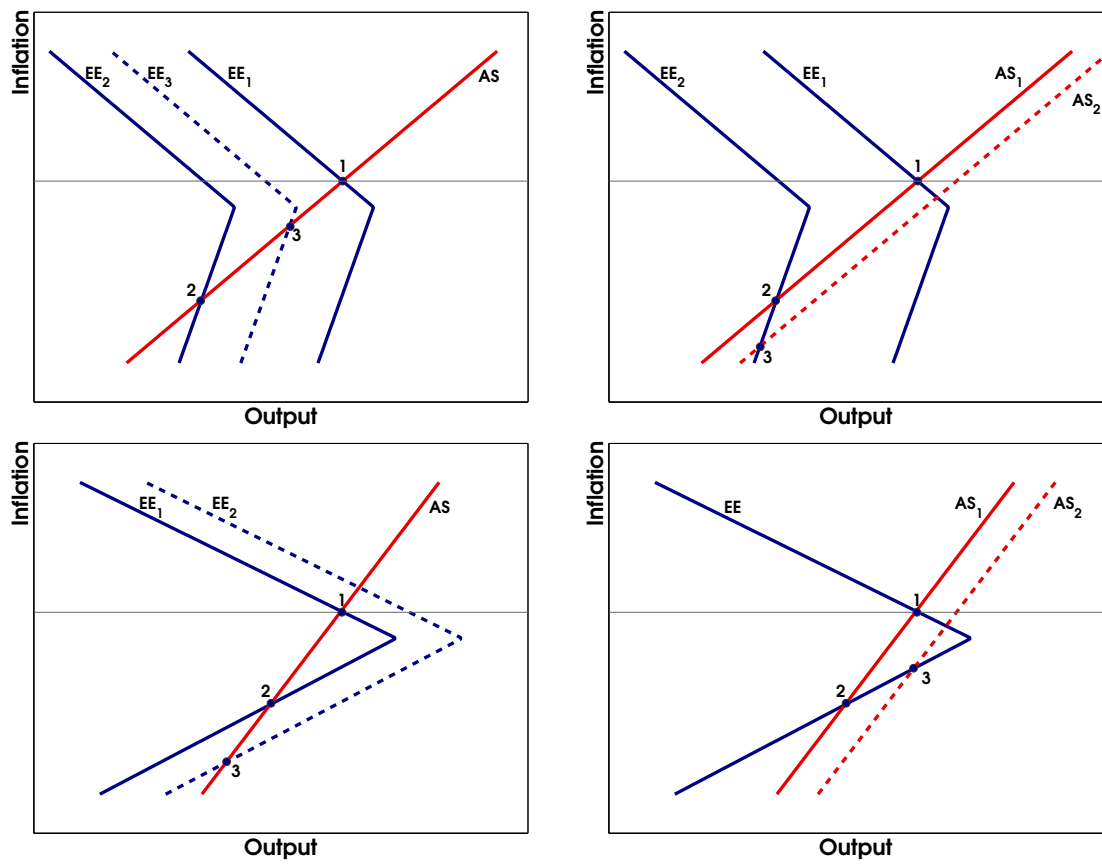 Inflation
EE₂
EE₃
EE₁
AS
1
3
2
Output
Inflation
EE₂
EE₁
AS₁
AS₂
1
2
3
Output
Inflation
EE₁
EE₂
AS
1
2
3
Output
Inflation
EE
AS₁
AS₂
1
2
3
Output